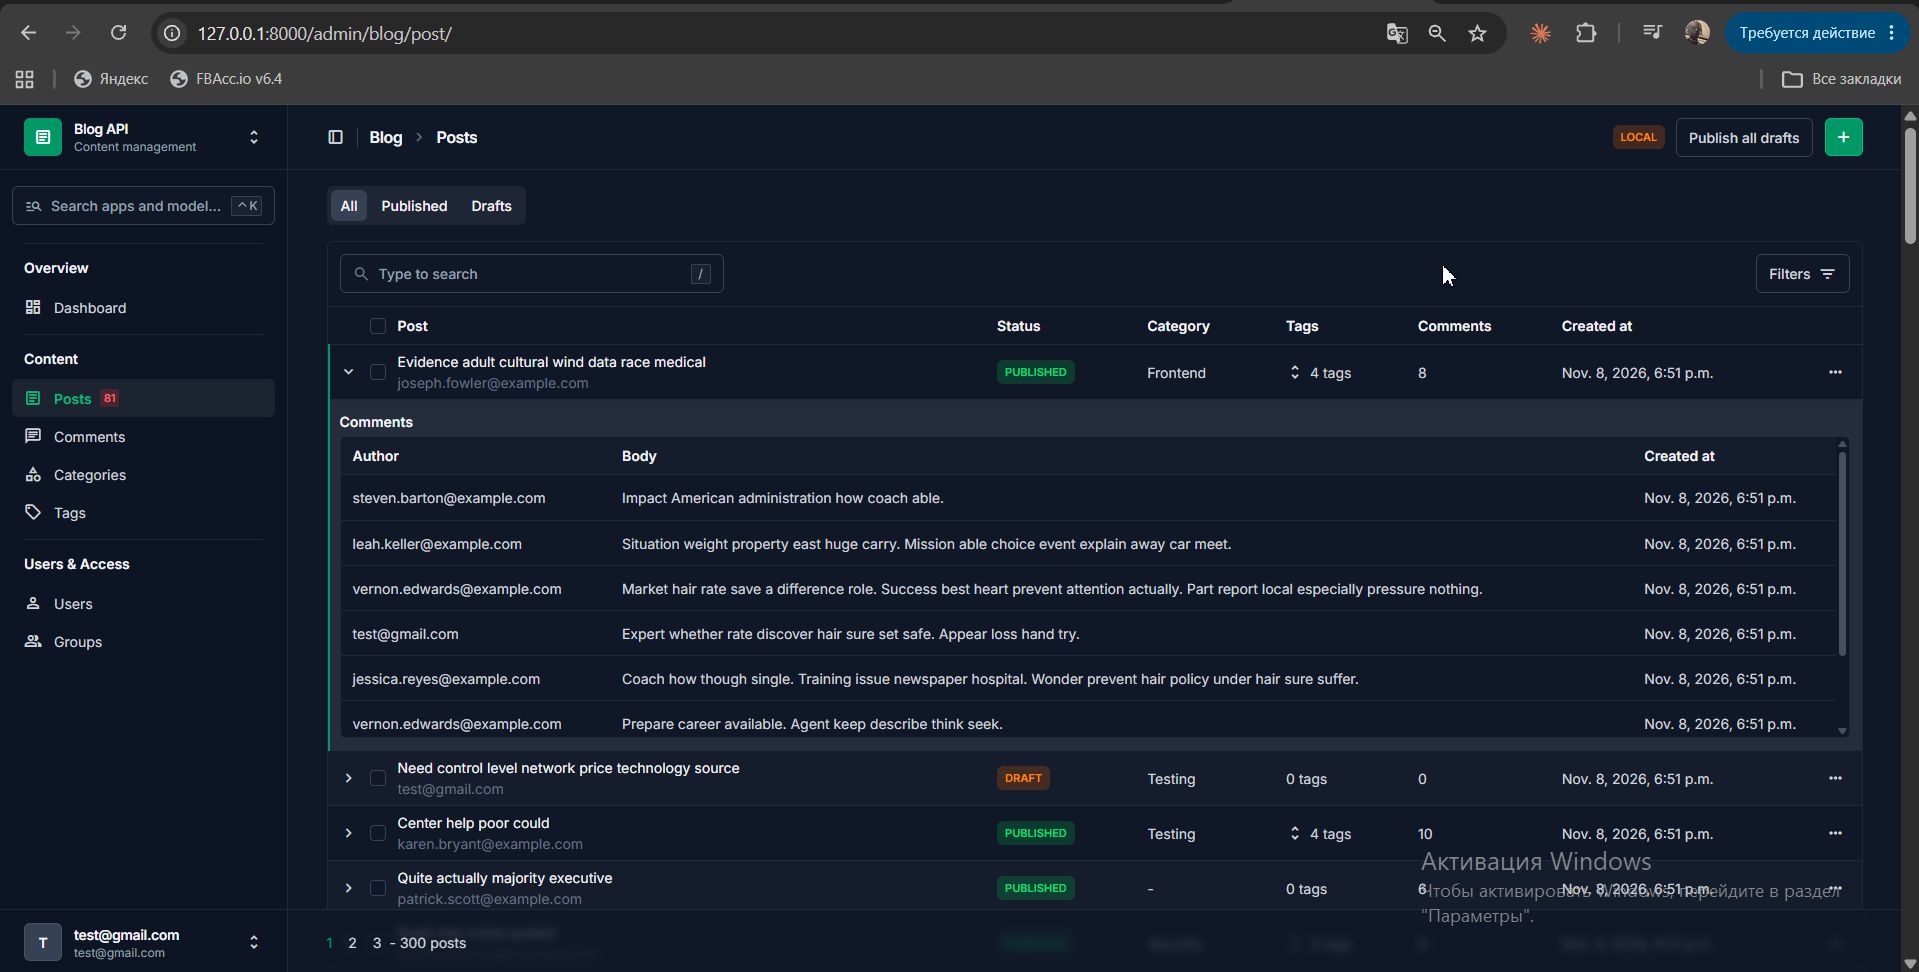 127.0.0.1:8000/admin/blog/post/
Требуется действие
Яндекс
FBAcc.io v6.4
Все закладки
Blog API
Content management
Blog > Posts
LOCAL
Publish all drafts
+
Search apps and model... ^K
All Published Drafts
Overview
Dashboard
Type to search /
Filters
Content
Posts 81
Comments
Categories
Tags
Users & Access
Users
Groups
Post Status Category Tags Comments Created at
Evidence adult cultural wind data race medical
joseph.fowler@example.com
PUBLISHED Frontend 4 tags 8 Nov. 8, 2026, 6:51 p.m.
Comments
Author Body Created at
steven.barton@example.com Impact American administration how coach able. Nov. 8, 2026, 6:51 p.m.
leah.keller@example.com Situation weight property east huge carry. Mission able choice event explain away car meet. Nov. 8, 2026, 6:51 p.m.
vernon.edwards@example.com Market hair rate save a difference role. Success best heart prevent attention actually. Part report local especially pressure nothing. Nov. 8, 2026, 6:51 p.m.
test@gmail.com Expert whether rate discover hair sure set safe. Appear loss hand try. Nov. 8, 2026, 6:51 p.m.
jessica.reyes@example.com Coach how though single. Training issue newspaper hospital. Wonder prevent hair policy under hair sure suffer. Nov. 8, 2026, 6:51 p.m.
vernon.edwards@example.com Prepare career available. Agent keep describe think seek. Nov. 8, 2026, 6:51 p.m.
Need control level network price technology source
test@gmail.com
DRAFT Testing 0 tags 0 Nov. 8, 2026, 6:51 p.m.
Center help poor could
karen.bryant@example.com
PUBLISHED Testing 4 tags 10 Nov. 8, 2026, 6:51 p.m.
Quite actually majority executive
patrick.scott@example.com
PUBLISHED - 0 tags 6 Nov. 8, 2026, 6:51 p.m.
Активация Windows
Чтобы активировать Windows, перейдите в раздел
"Параметры".
T
test@gmail.com
test@gmail.com
1 2 3 - 300 posts